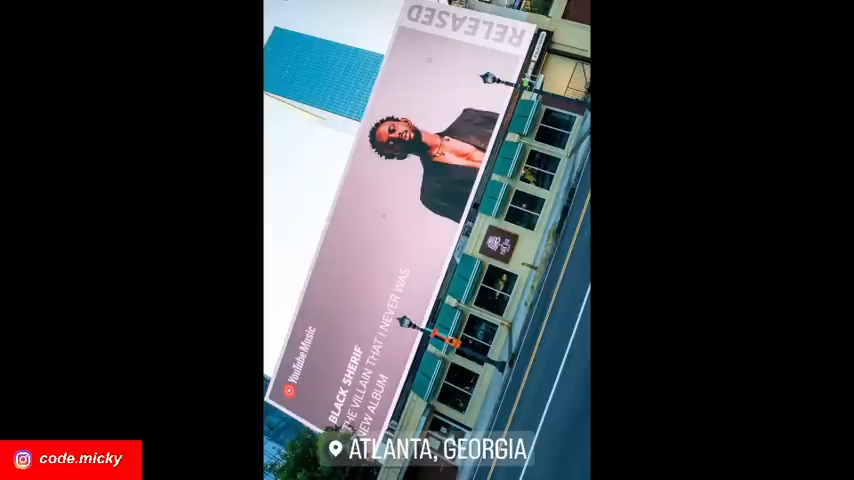 RELEASED
YouTube Music
BLACK SHERIF
THE VILLAIN THAT I NEVER WAS
NEW ALBUM
ATLANTA, GEORGIA
code.micky